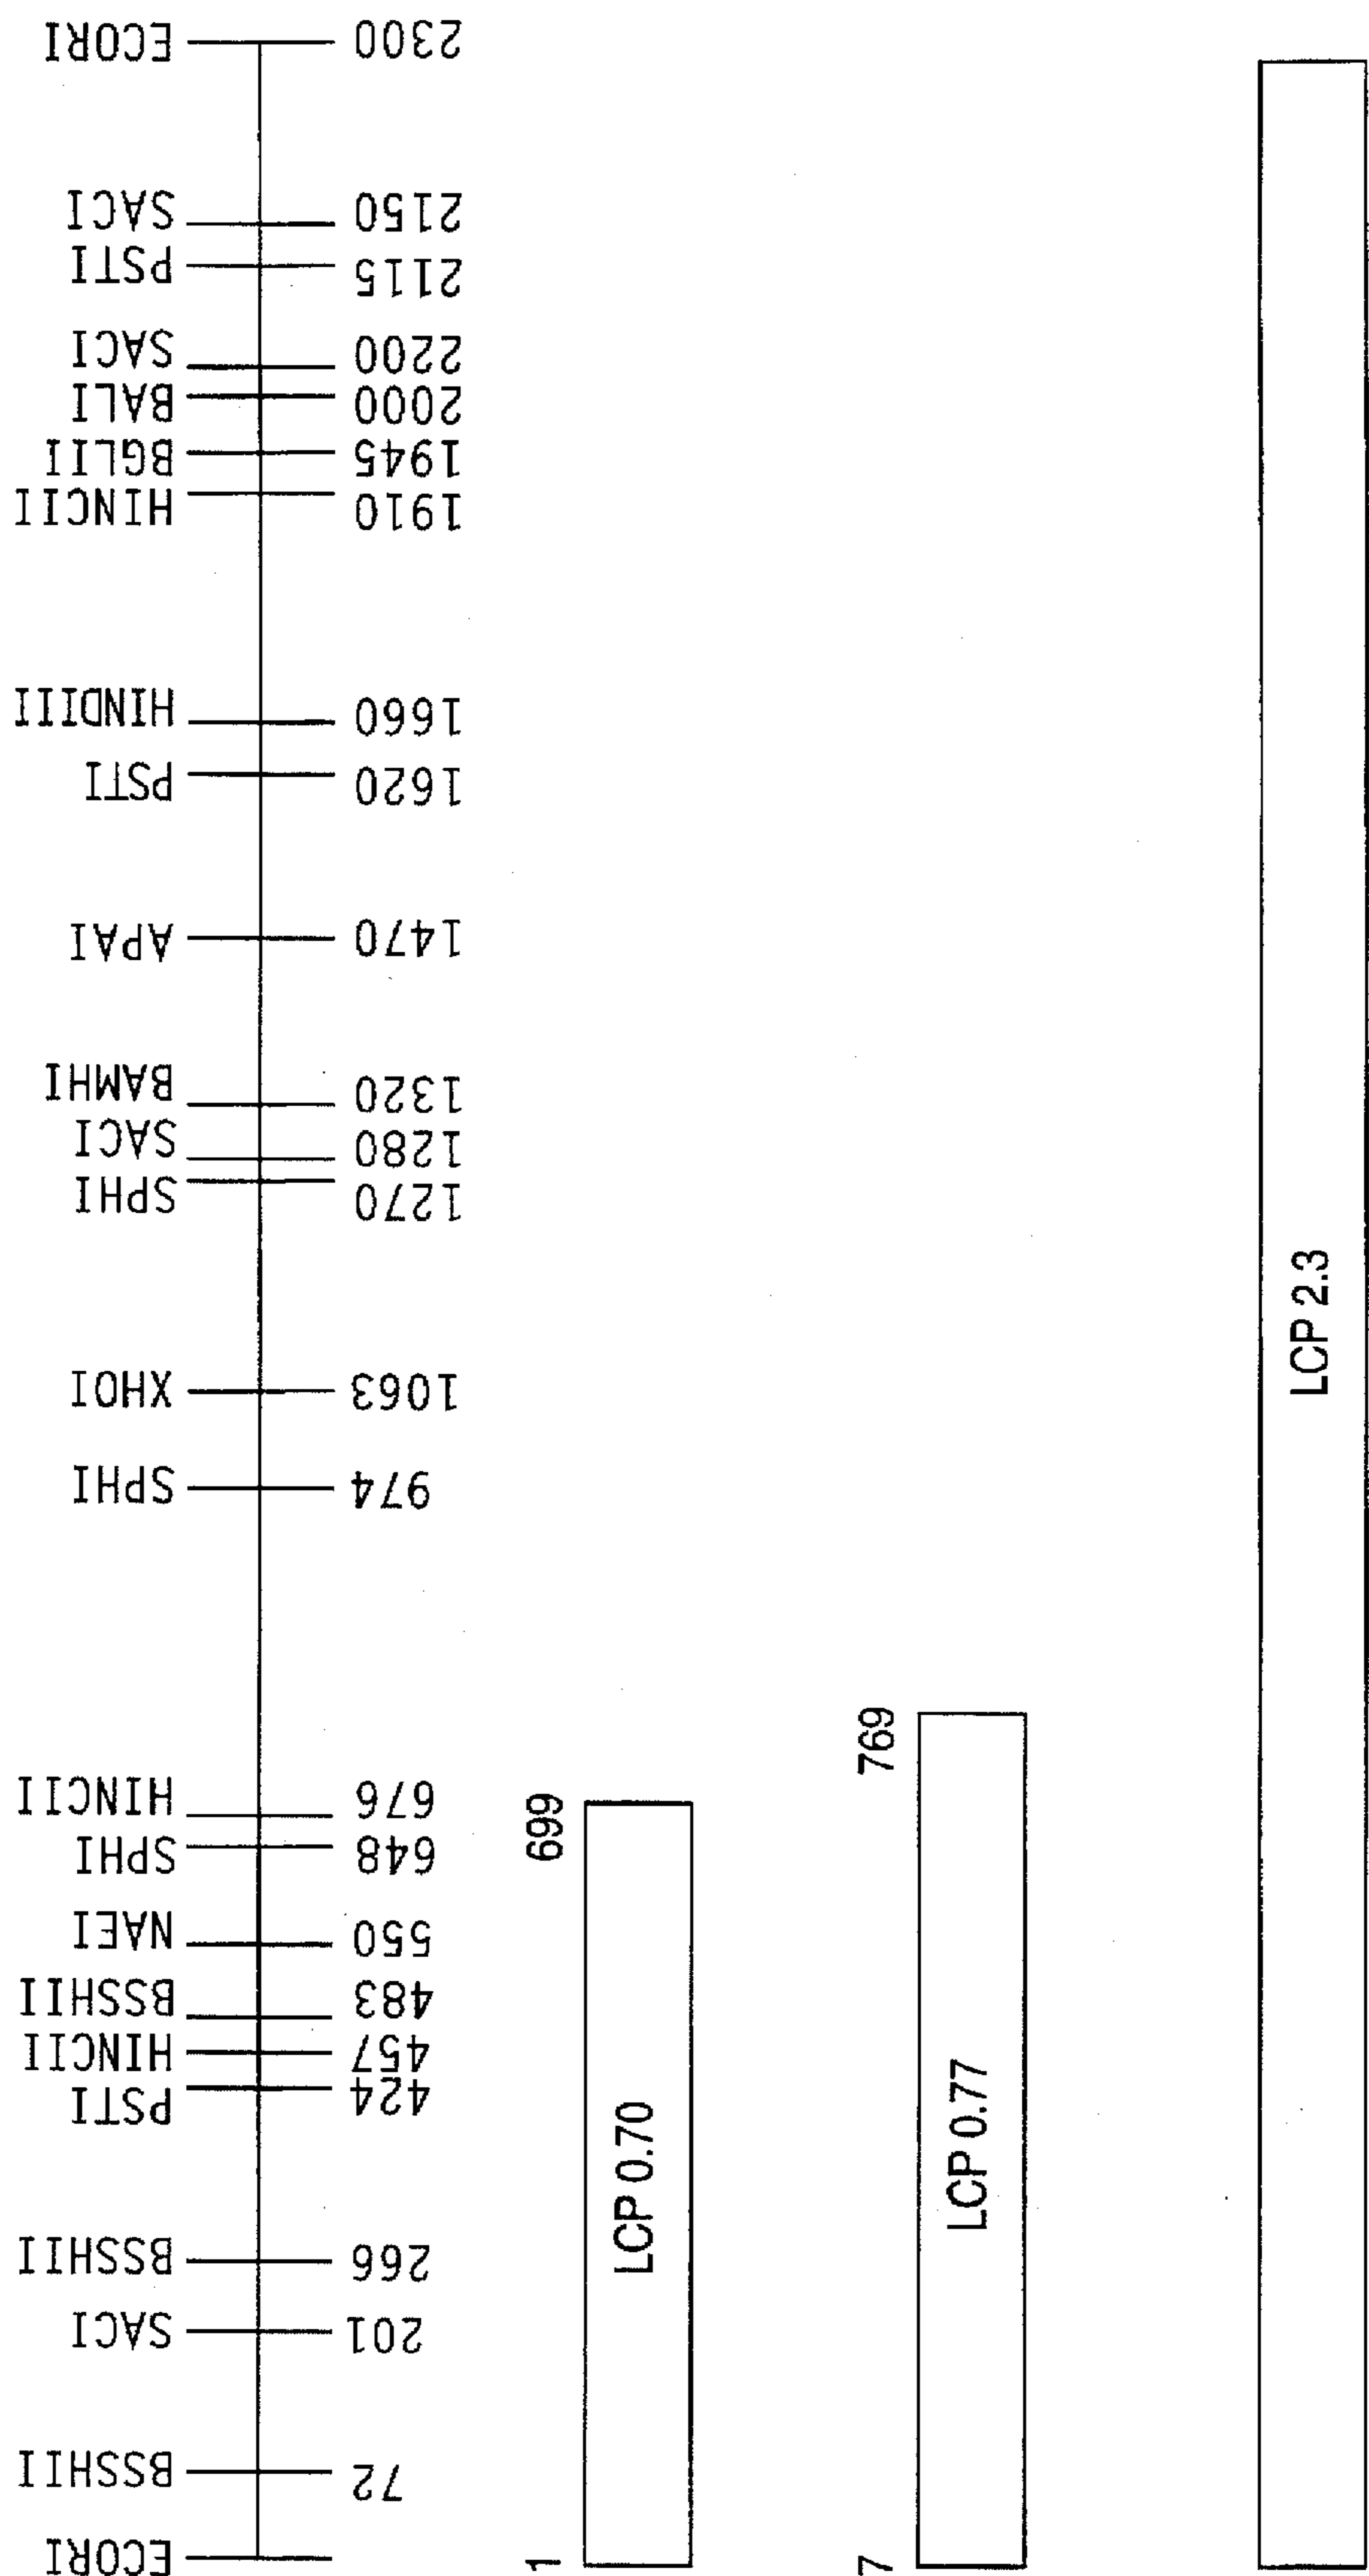 ECORI 2300
SACI 2150
PSTI 2115
SACI 2200
BALI 2000
BGLII 1945
HINCII 1910
HINDIII 1660
PSTI 1620
APAI 1470
BAMHI 1320
SACI 1280
SPHI 1270
XHOI 1063
SPHI 974
HINCII 676
SPHI 648
NAEI 550
BSSHII 483
HINCII 457
PSTI 424
BSSHII 266
SACI 201
BSSHII 72
ECORI
1 699
LCP 0.70
7 769
LCP 0.77
LCP 2.3